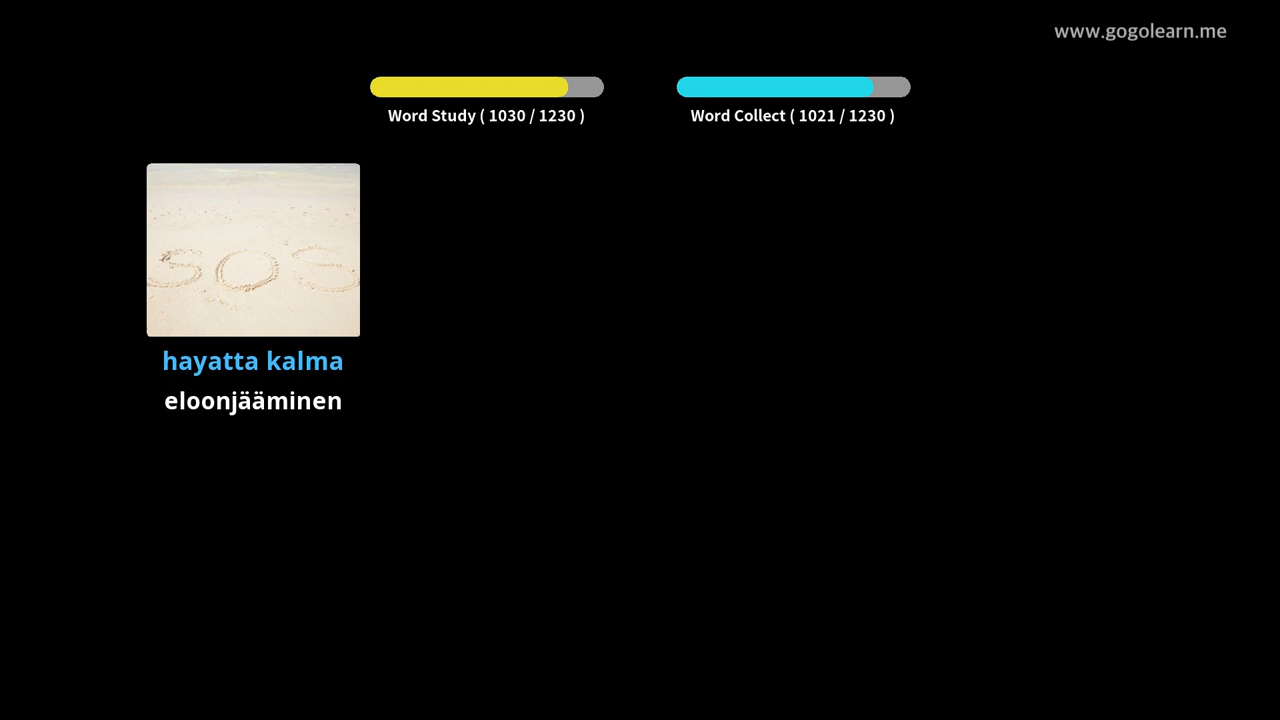 www.gogolearn.me
Word Study ( 1030 / 1230 )
Word Collect ( 1021 / 1230 )
SOS
hayatta kalma
eloonjääminen